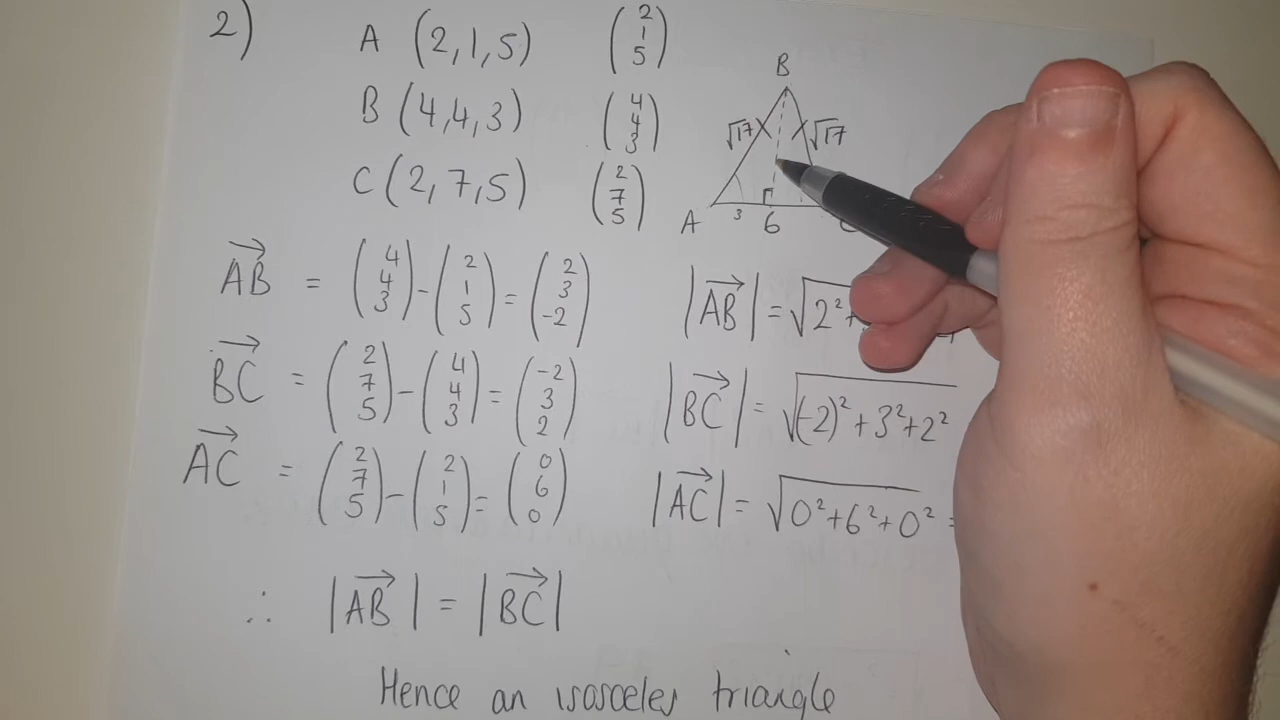 2)
A (2,1,5) (2 1 5)
B (4,4,3) (4 4 3)
C (2,7,5) (2 7 5)
B
√17 √17
A 3 6 C
AB = (4 4 3) - (2 1 5) = (2 3 -2)
|AB| = √2²+
BC = (2 7 5) - (4 4 3) = (-2 3 2)
|BC| = √(-2)²+3²+2²
AC = (2 7 5) - (2 1 5) = (0 6 0)
|AC| = √0²+6²+0² =
∴ |AB| = |BC|
Hence an isosceles triangle